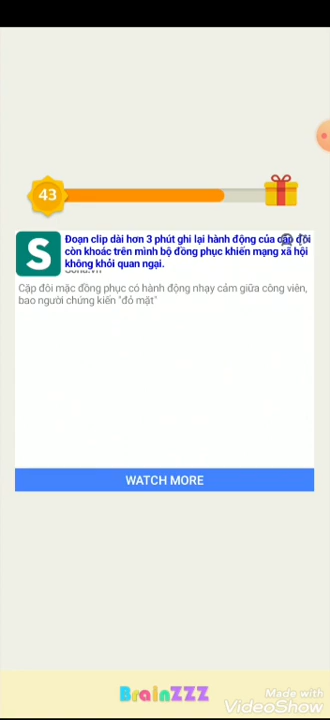 43
S
Đoạn clip dài hơn 3 phút ghi lại hành động của cặp đôi
còn khoác trên mình bộ đồng phục khiến mạng xã hội
không khỏi quan ngại.
Soha.vn
Cặp đôi mặc đồng phục có hành động nhạy cảm giữa công viên,
bao người chứng kiến "đỏ mặt"
WATCH MORE
BrainZZZ
Made with
VideoShow